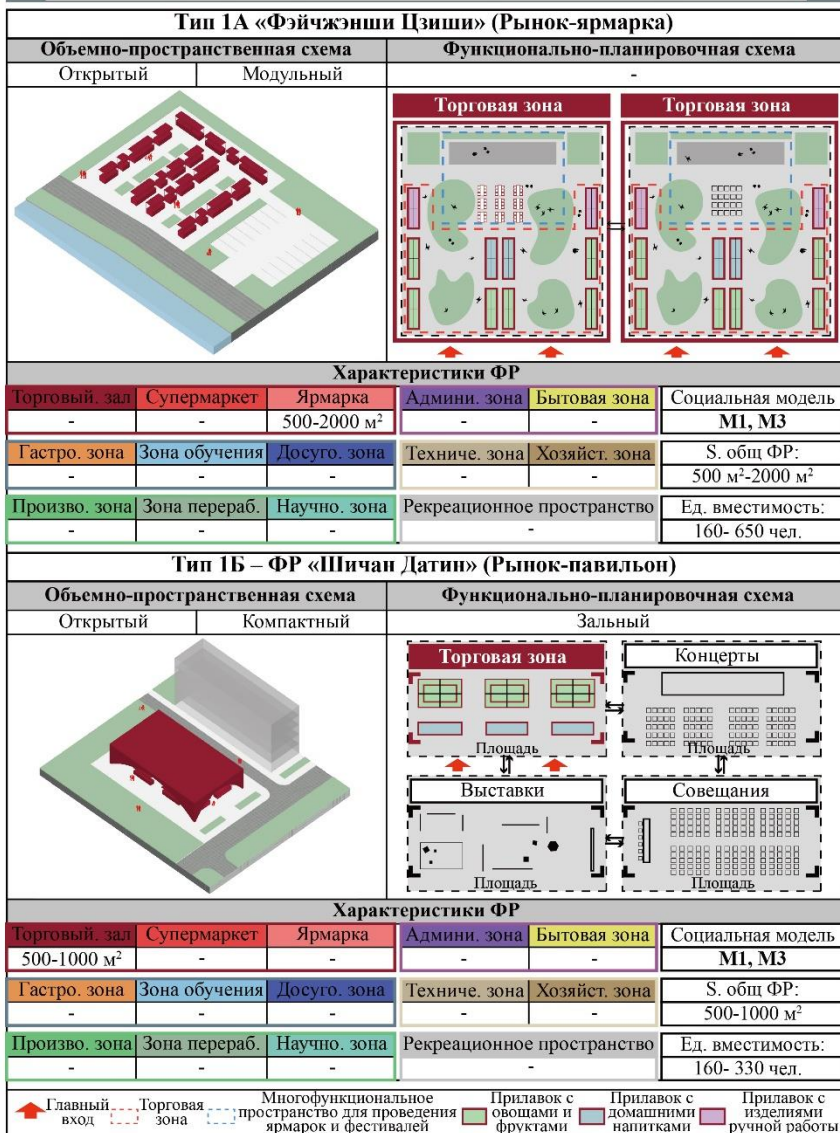 Тип 1А «Фэйчжэнши Цзиши» (Рынок-ярмарка)
Объемно-пространственная схема
Функционально-планировочная схема
Открытый
Модульный
-
Торговая зона
Торговая зона
Характеристики ФР
Торговый. зал
Супермаркет
Ярмарка
Админи. зона
Бытовая зона
Социальная модель
-
-
500-2000 м²
-
-
М1, М3
Гастро. зона
Зона обучения
Досуго. зона
Техниче. зона
Хозяйст. зона
S. общ ФР:
-
-
-
-
-
500 м²-2000 м²
Произво. зона
Зона перераб.
Научно. зона
Рекреационное пространство
Ед. вместимость:
-
-
-
-
160- 650 чел.
Тип 1Б – ФР «Шичан Датин» (Рынок-павильон)
Объемно-пространственная схема
Функционально-планировочная схема
Открытый
Компактный
Зальный
Торговая зона
Концерты
Площадь
Площадь
Выставки
Совещания
Площадь
Площадь
Характеристики ФР
Торговый. зал
Супермаркет
Ярмарка
Админи. зона
Бытовая зона
Социальная модель
500-1000 м²
-
-
-
-
М1, М3
Гастро. зона
Зона обучения
Досуго. зона
Техниче. зона
Хозяйст. зона
S. общ ФР:
-
-
-
-
-
500-1000 м²
Произво. зона
Зона перераб.
Научно. зона
Рекреационное пространство
Ед. вместимость:
-
-
-
-
160- 330 чел.
Главный
вход
Торговая
зона
Многофункциональное
пространство для проведения
ярмарок и фестивалей
Прилавок с
овощами и
фруктами
Прилавок с
домашними
напитками
Прилавок с
изделиями
ручной работы